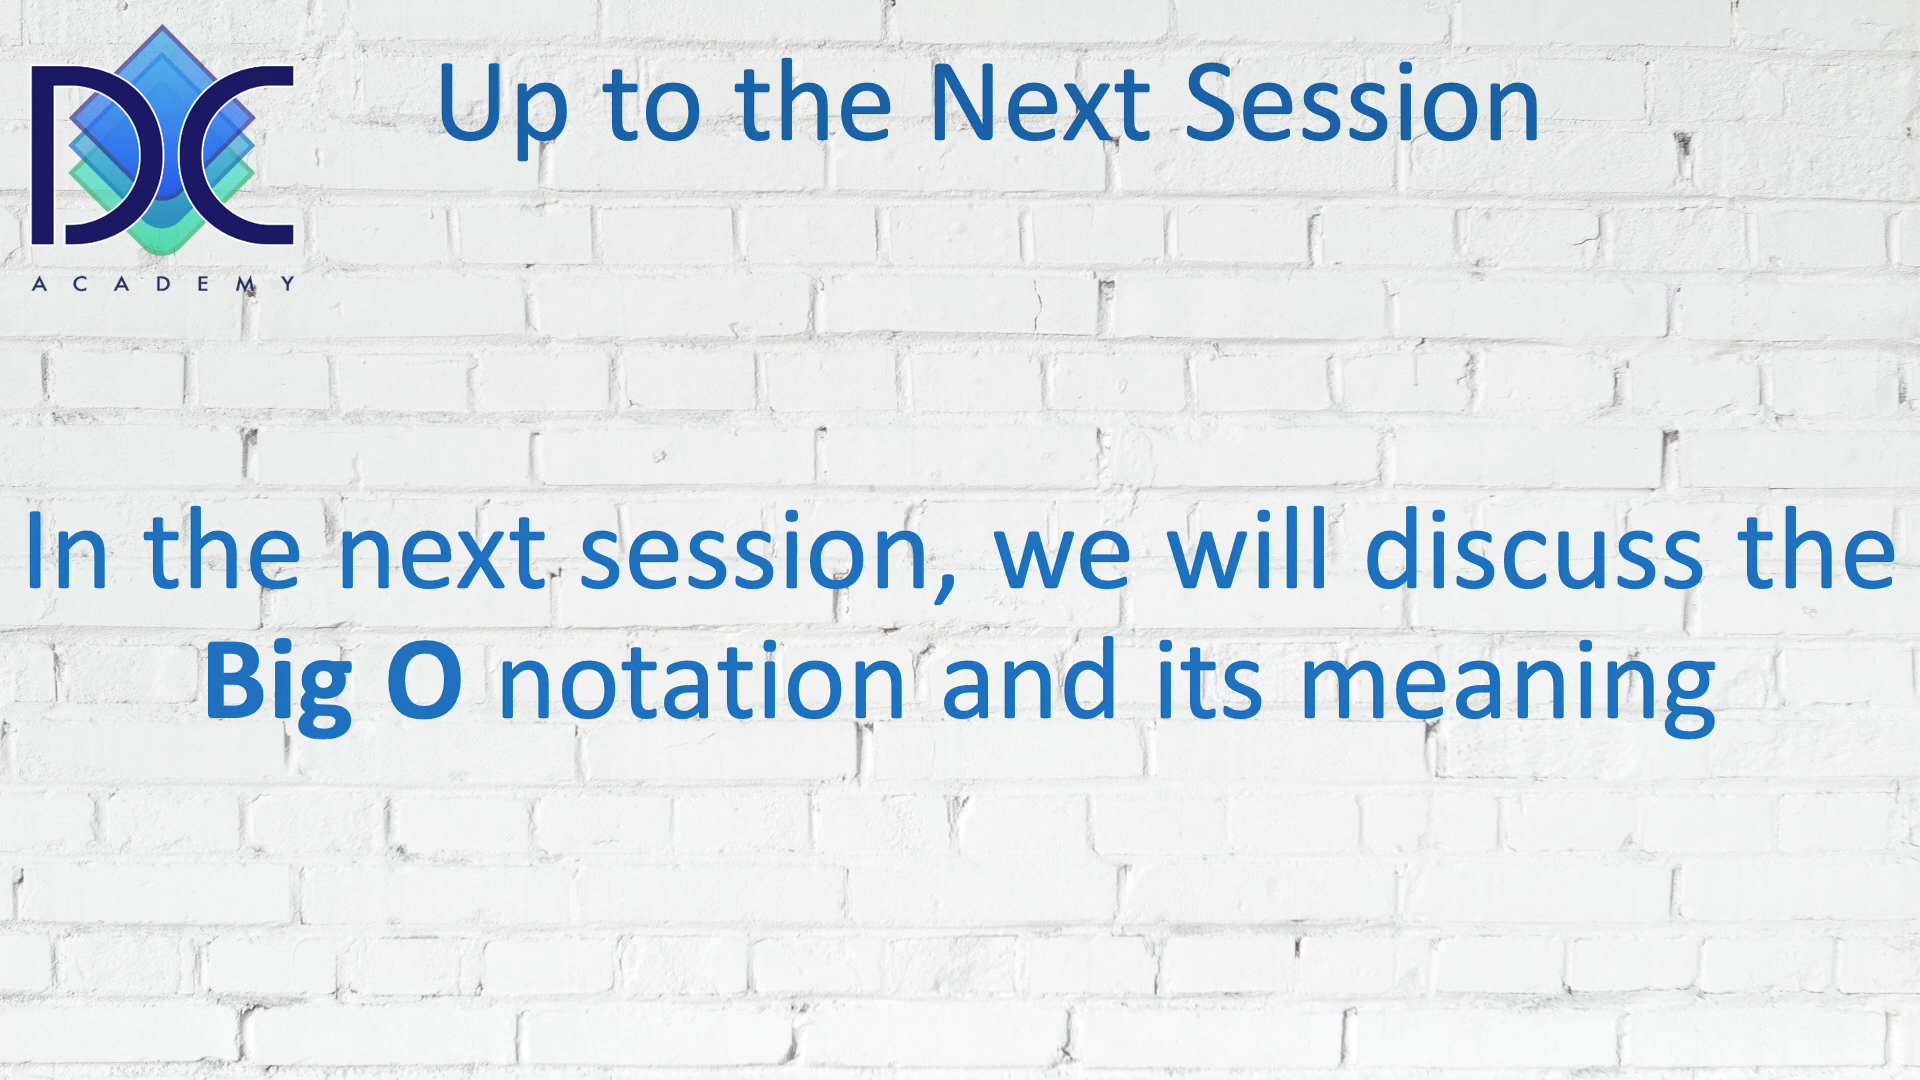 DC
ACADEMY
Up to the Next Session
In the next session, we will discuss the
Big O notation and its meaning